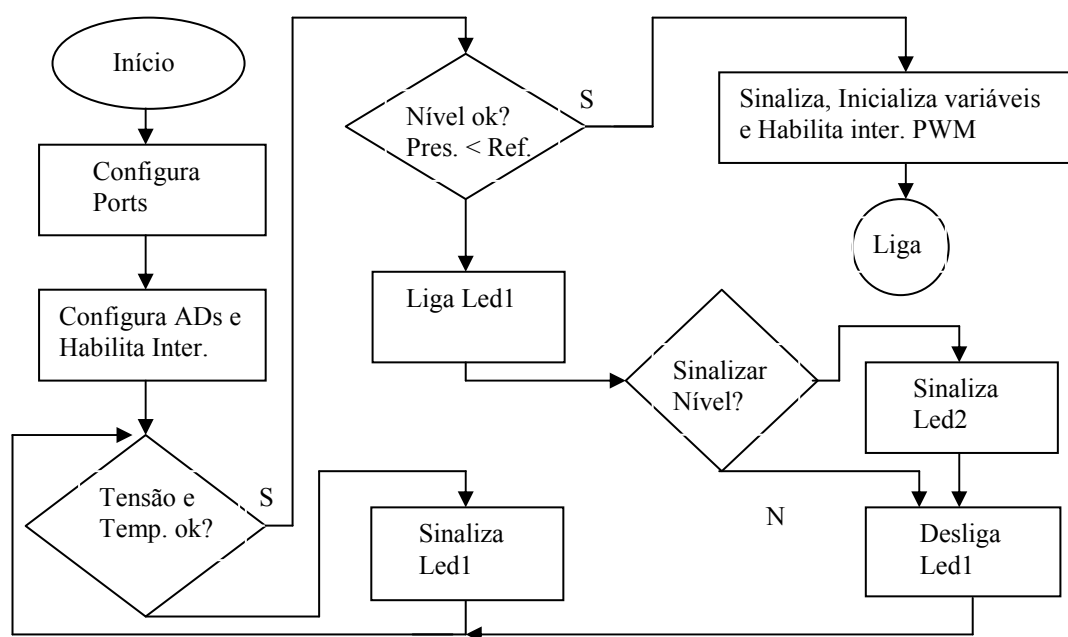 Início
Configura
Ports
Configura ADs e
Habilita Inter.
Tensão e
Temp. ok?
S
Nível ok?
Pres. < Ref.
S
Sinaliza, Inicializa variáveis
e Habilita inter. PWM
Liga
Liga Led1
Sinalizar
Nível?
Sinaliza
Led2
N
Sinaliza
Led1
Desliga
Led1